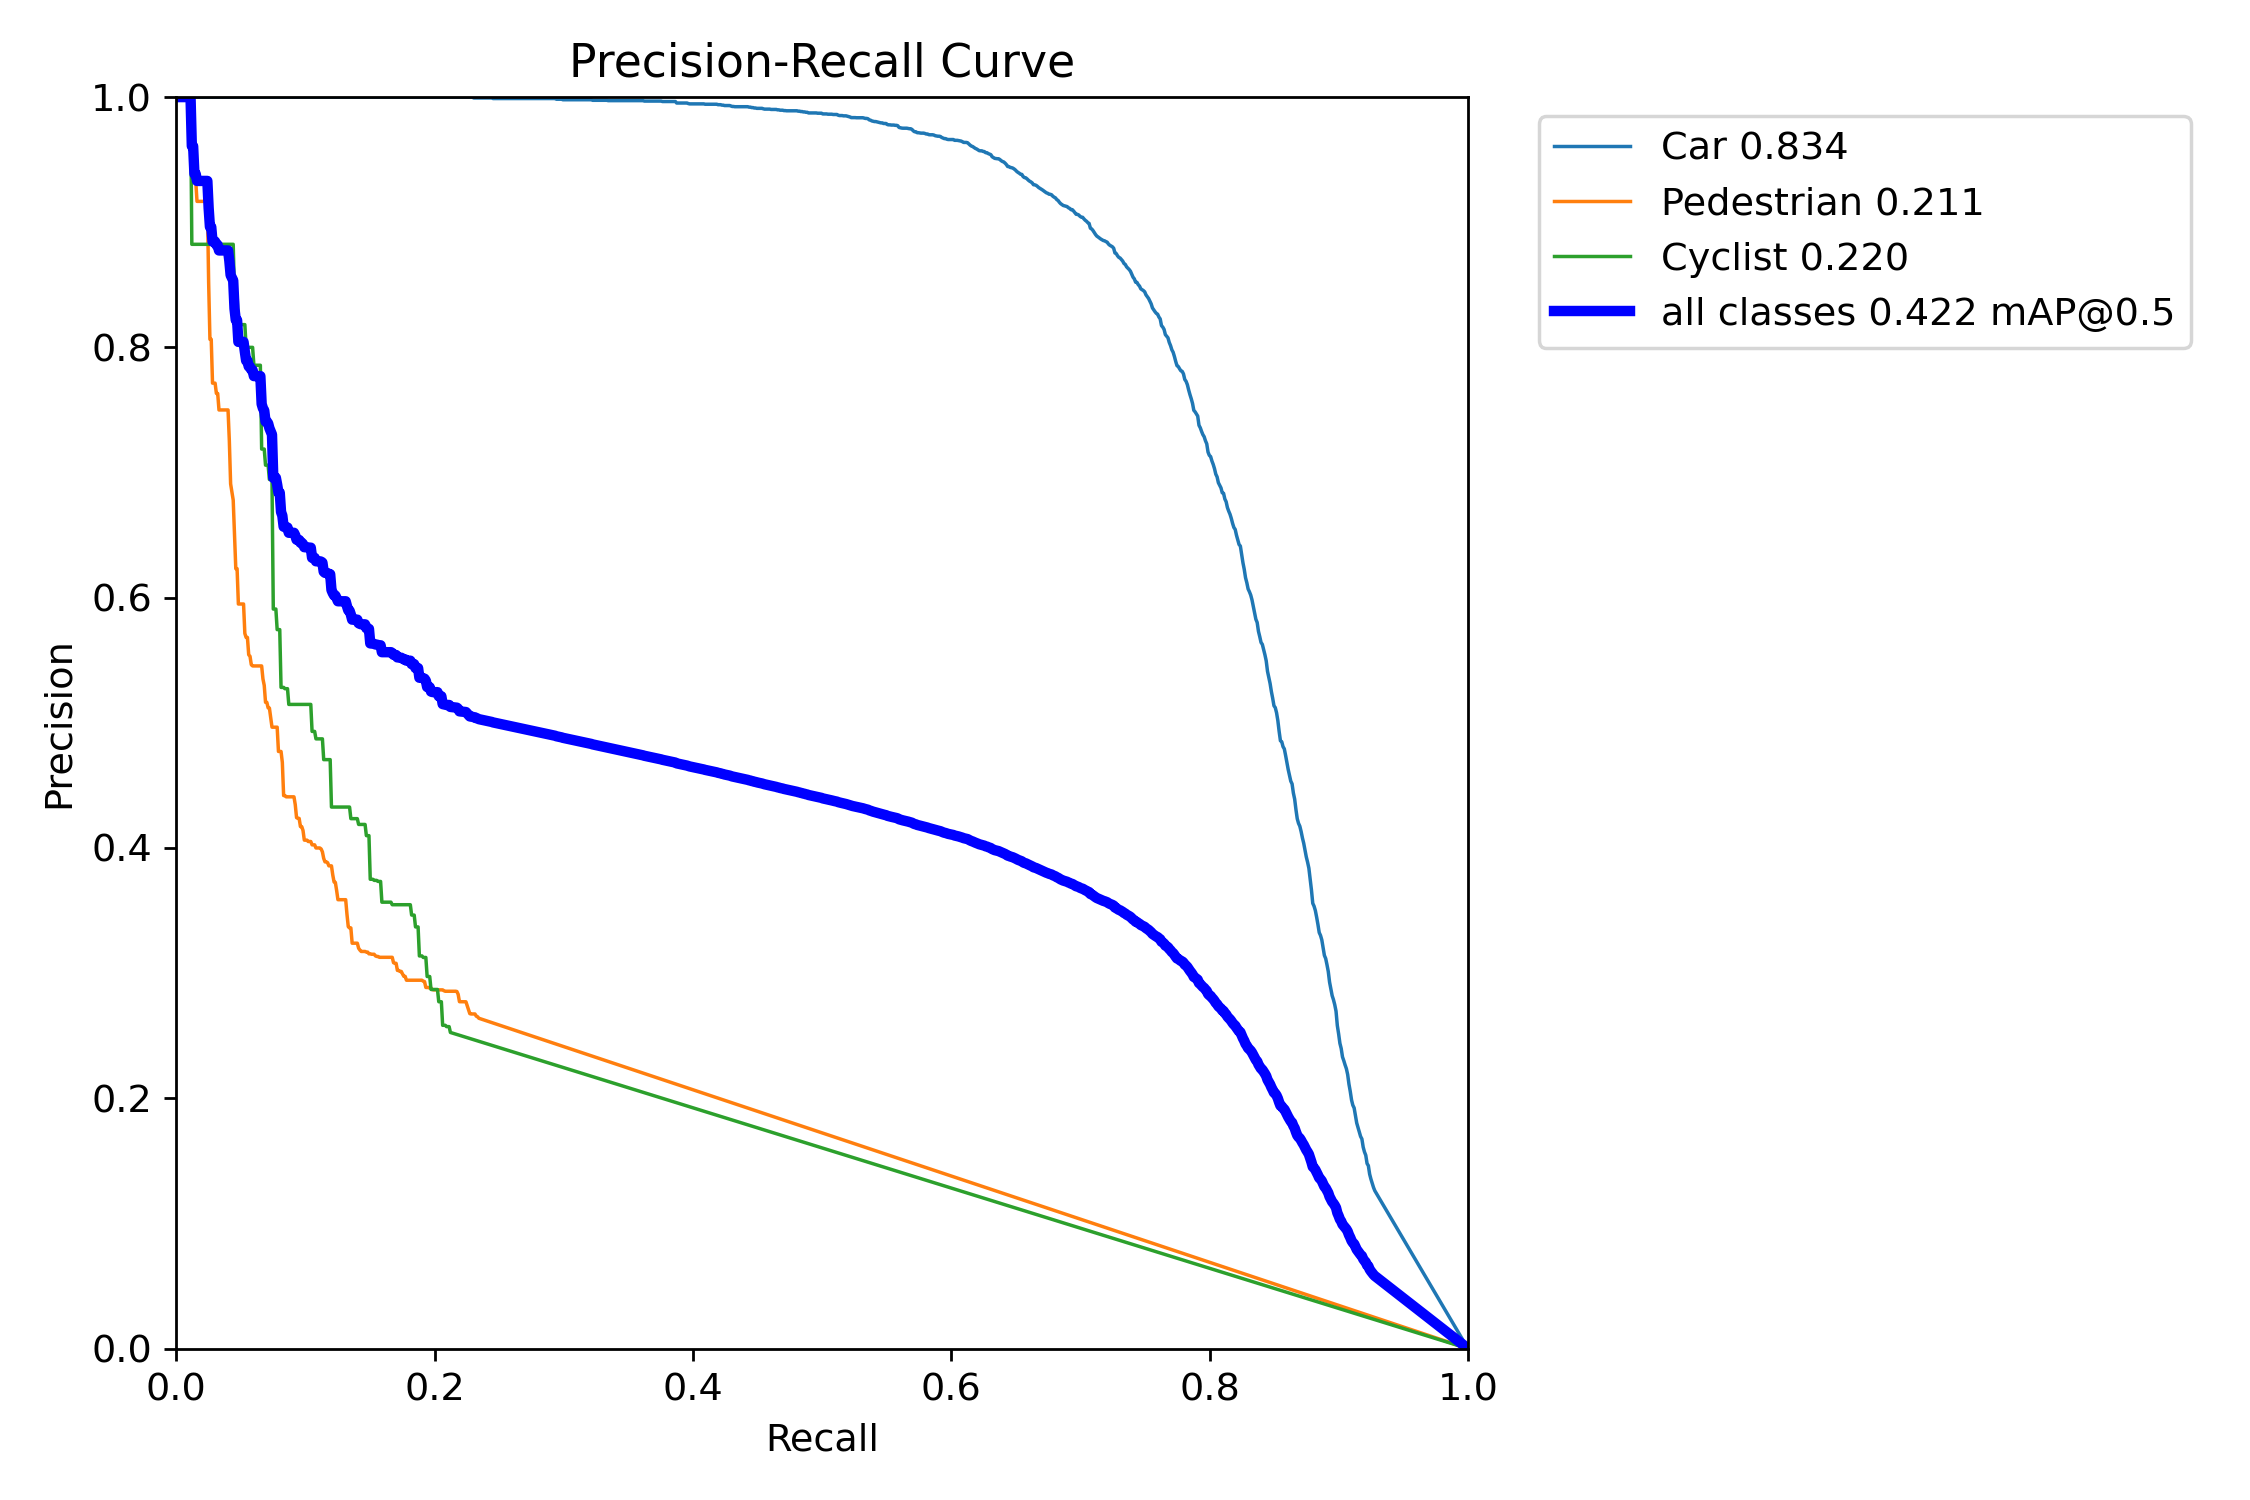 Precision-Recall Curve
1.0
0.8
0.6
0.4
0.2
0.0
Precision
0.0 0.2 0.4 0.6 0.8 1.0
Recall
Car 0.834
Pedestrian 0.211
Cyclist 0.220
all classes 0.422 mAP@0.5